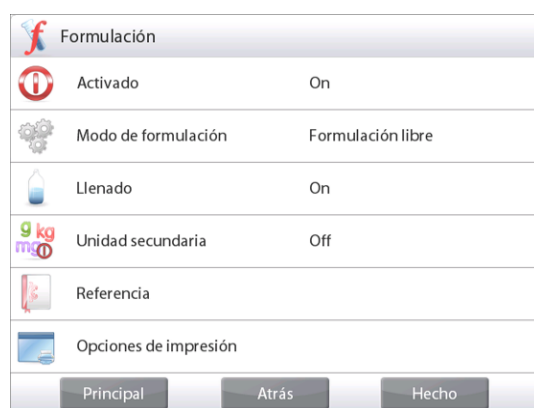 Formulación
Activado On
Modo de formulación Formulación libre
Llenado On
g kg mg Unidad secundaria Off
Referencia
Opciones de impresión
Principal Atrás Hecho